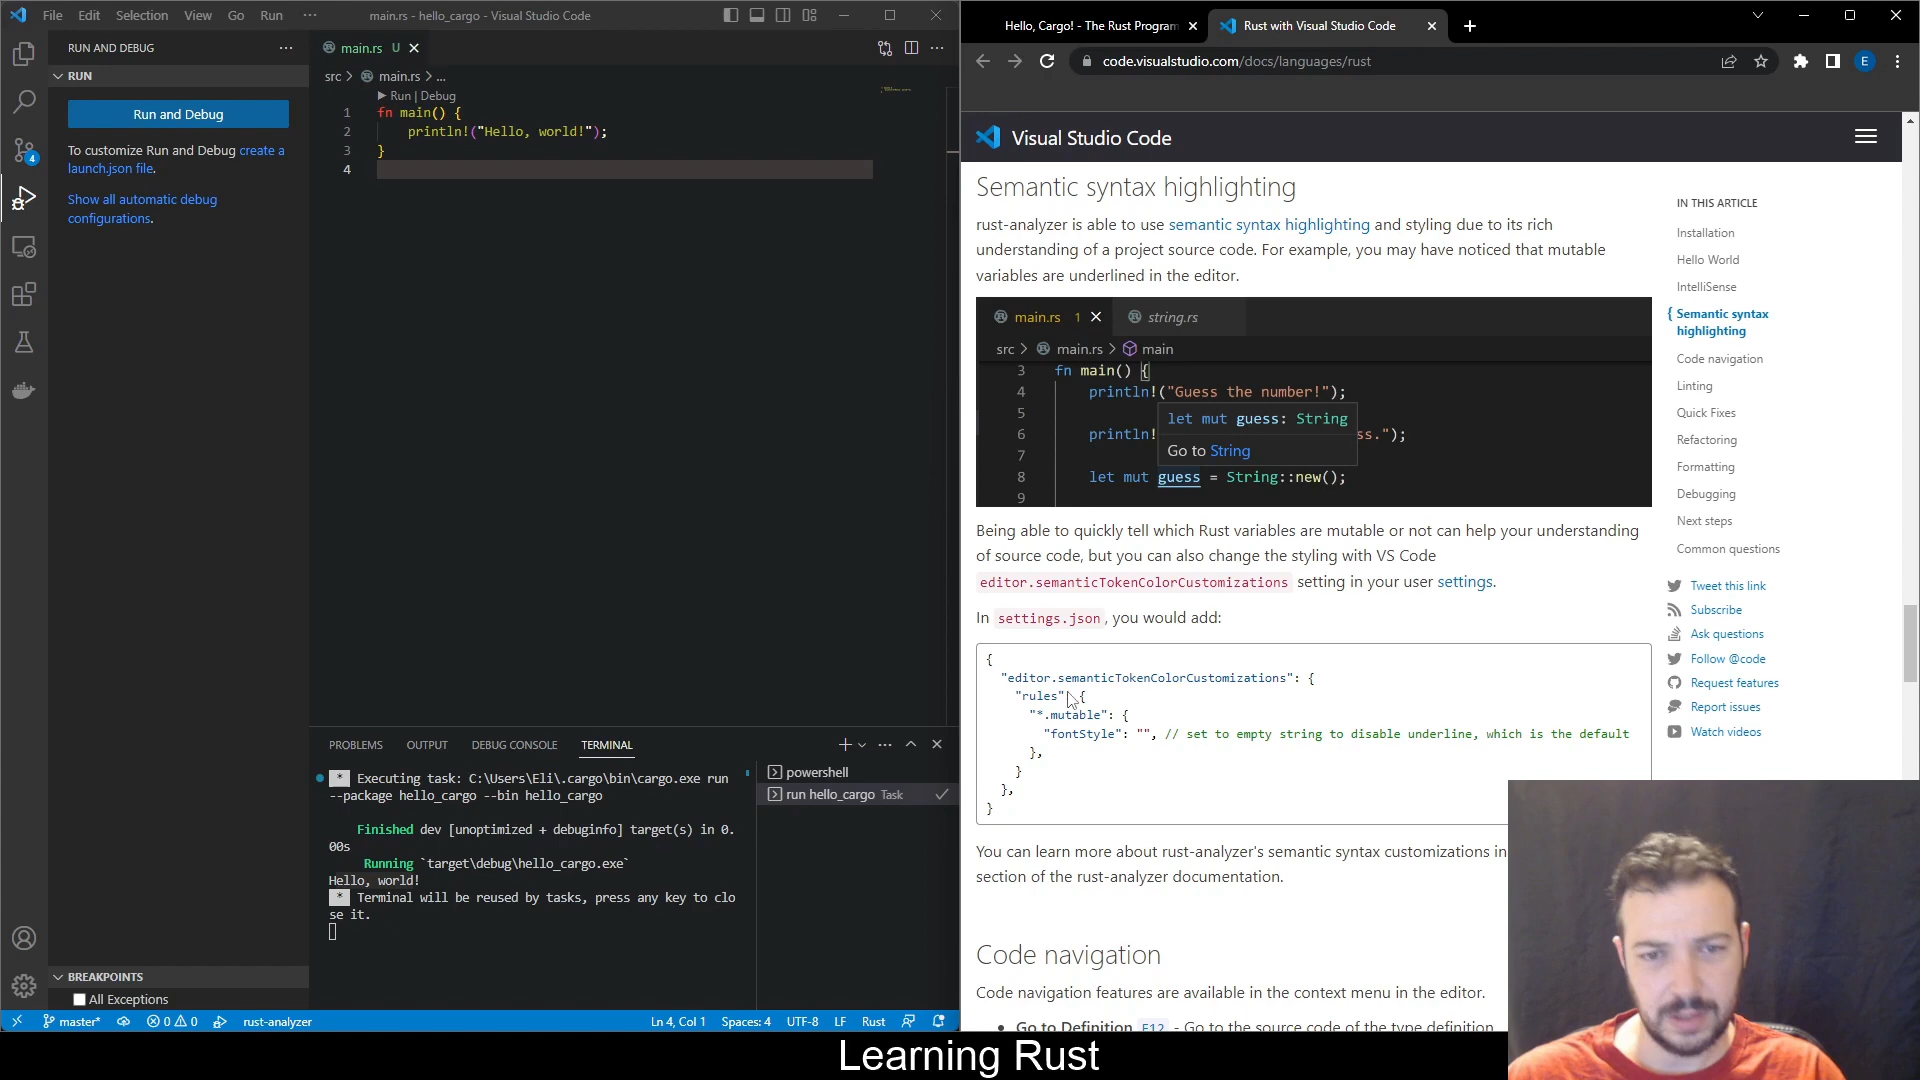 File Edit Selection View Go Run ··· main.rs - hello_cargo - Visual Studio Code
RUN AND DEBUG ···
RUN
Run and Debug
To customize Run and Debug create a
launch.json file.
Show all automatic debug
configurations.
BREAKPOINTS
All Exceptions
4
main.rs U
src > main.rs > ...
Run | Debug
1 fn main() {
2 println!("Hello, world!");
3 }
4
PROBLEMS OUTPUT DEBUG CONSOLE TERMINAL
* Executing task: C:\Users\Eli\.cargo\bin\cargo.exe run
--package hello_cargo --bin hello_cargo
Finished dev [unoptimized + debuginfo] target(s) in 0.
00s
Running `target\debug\hello_cargo.exe`
Hello, world!
* Terminal will be reused by tasks, press any key to clo
se it.
powershell
run hello_cargo Task
master* 0 0 rust-analyzer Ln 4, Col 1 Spaces: 4 UTF-8 LF Rust
Hello, Cargo! - The Rust Program
Rust with Visual Studio Code
code.visualstudio.com/docs/languages/rust
E
Visual Studio Code
Semantic syntax highlighting
rust-analyzer is able to use semantic syntax highlighting and styling due to its rich
understanding of a project source code. For example, you may have noticed that mutable
variables are underlined in the editor.
main.rs 1 string.rs
src > main.rs > main
3 fn main() {
4 println!("Guess the number!");
5 let mut guess: String
6 println! ss.");
7 Go to String
8 let mut guess = String::new();
9
Being able to quickly tell which Rust variables are mutable or not can help your understanding
of source code, but you can also change the styling with VS Code
editor.semanticTokenColorCustomizations setting in your user settings.
In settings.json, you would add:
{
"editor.semanticTokenColorCustomizations": {
"rules": {
"*.mutable": {
"fontStyle": "", // set to empty string to disable underline, which is the default
},
}
},
}
You can learn more about rust-analyzer's semantic syntax customizations in
section of the rust-analyzer documentation.
Code navigation
Code navigation features are available in the context menu in the editor.
• Go to Definition F12 - Go to the source code of the type definition
IN THIS ARTICLE
Installation
Hello World
IntelliSense
{ Semantic syntax
highlighting
Code navigation
Linting
Quick Fixes
Refactoring
Formatting
Debugging
Next steps
Common questions
Tweet this link
Subscribe
Ask questions
Follow @code
Request features
Report issues
Watch videos
Learning Rust